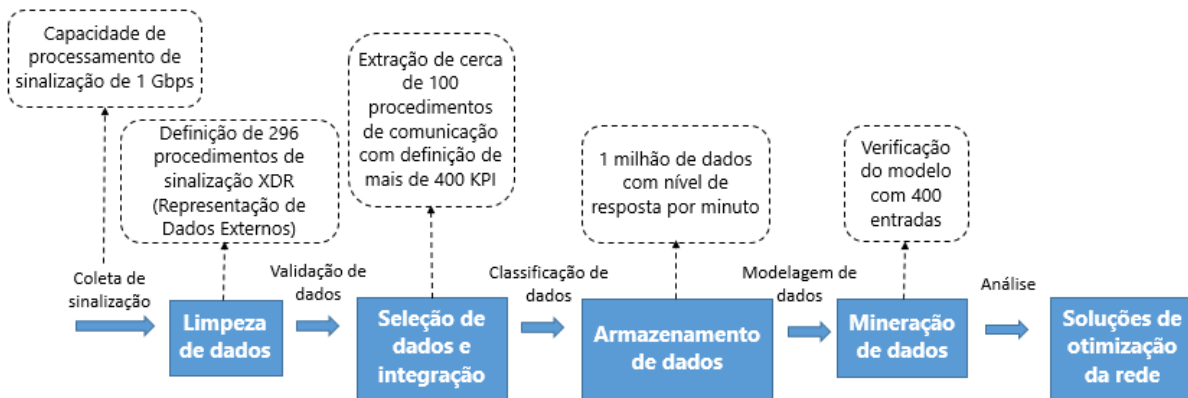 Capacidade de
processamento de
sinalização de 1 Gbps
Definição de 296
procedimentos de
sinalização XDR
(Representação de
Dados Externos)
Extração de cerca
de 100
procedimentos
de comunicação
com definição de
mais de 400 KPI
1 milhão de dados
com nível de
resposta por minuto
Verificação
do modelo
com 400
entradas
Coleta de
sinalização
Limpeza
de dados
Validação de
dados
Seleção de
dados e
integração
Classificação de
dados
Armazenamento
de dados
Modelagem de
dados
Mineração
de dados
Análise
Soluções de
otimização
da rede